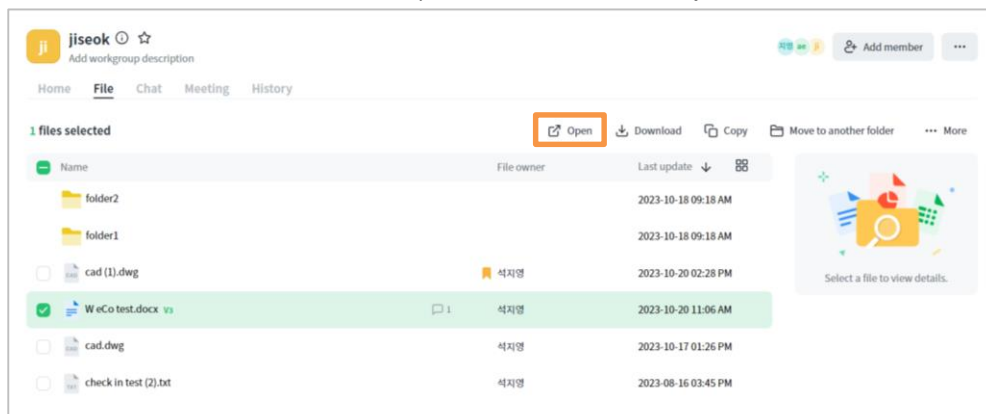 ji
jiseok
Add workgroup description
Add member
Home File Chat Meeting History
1 files selected
Open Download Copy Move to another folder ... More
Name File owner Last update
folder2 2023-10-18 09:18 AM
folder1 2023-10-18 09:18 AM
cad (1).dwg 석지영 2023-10-20 02:28 PM
Select a file to view details.
WeCo test.docx V3 1 석지영 2023-10-20 11:06 AM
cad.dwg 석지영 2023-10-17 01:26 PM
check in test (2).txt 석지영 2023-08-16 03:45 PM